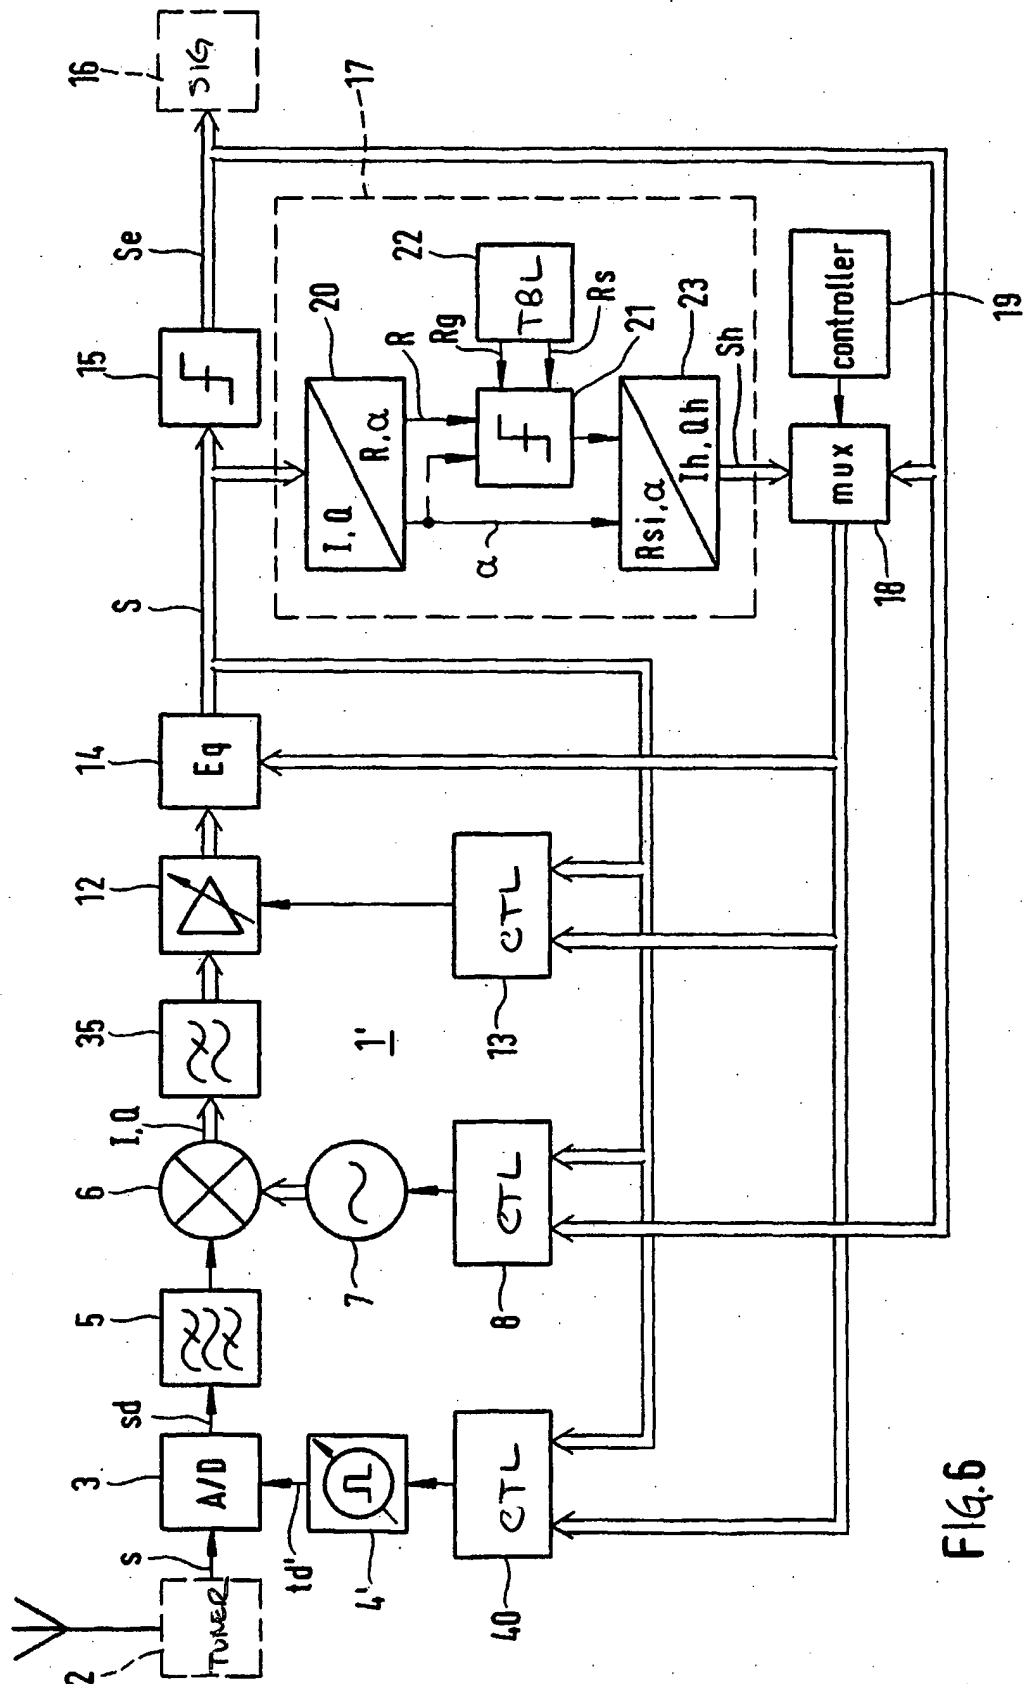 2
TUNER
s
3
A/D
sd
5
6
I,Q
35
12
14
Eq
S
15
Se
16
SIG
td'
4'
7
1'
17
20
I,Q
R,α
R
α
22
TBL
Rg
Rs
21
23
Rsi,α
Ih,Qh
Sh
40
CTL
8
CTL
13
CTL
18
mux
controller
19
FIG.6